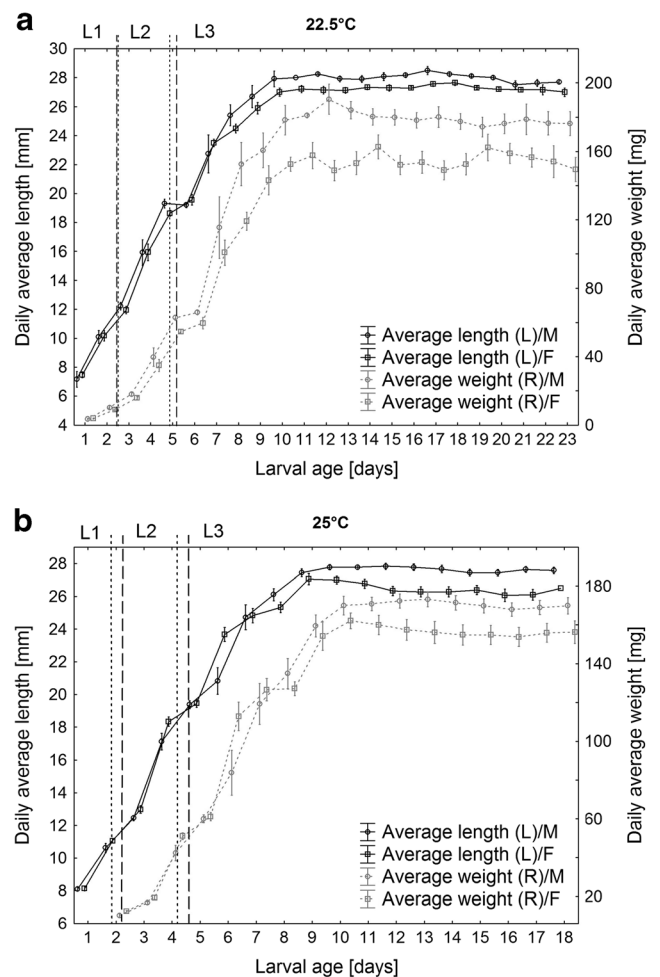 a
L1 L2 L3 22.5°C
Daily average length [mm]
30
28
26
24
22
20
18
16
14
12
10
8
6
4
Daily average weight [mg]
200
160
120
80
40
0
Average length (L)/M
Average length (L)/F
Average weight (R)/M
Average weight (R)/F
1 2 3 4 5 6 7 8 9 10 11 12 13 14 15 16 17 18 19 20 21 22 23
Larval age [days]
b
L1 L2 L3 25°C
Daily average length [mm]
28
26
24
22
20
18
16
14
12
10
8
6
Daily average weight [mg]
180
140
100
60
20
Average length (L)/M
Average length (L)/F
Average weight (R)/M
Average weight (R)/F
1 2 3 4 5 6 7 8 9 10 11 12 13 14 15 16 17 18
Larval age [days]